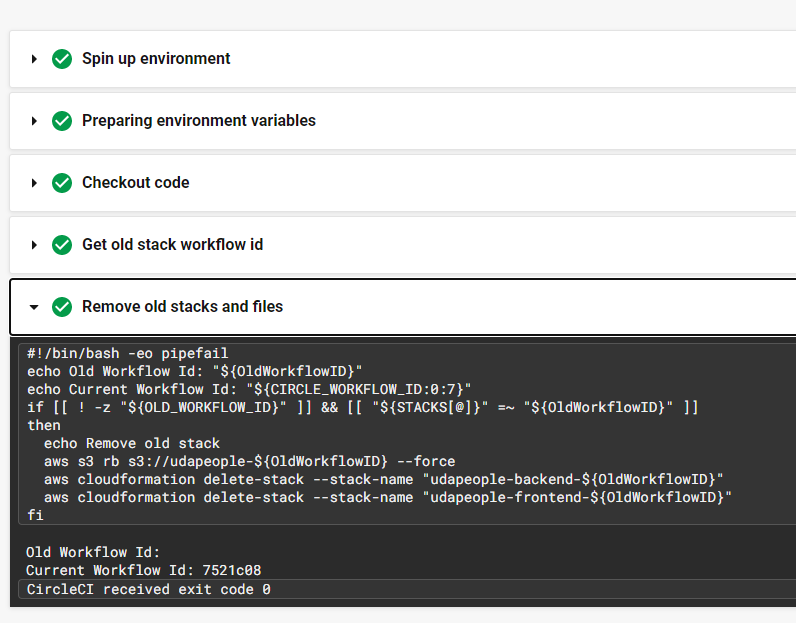 Spin up environment
Preparing environment variables
Checkout code
Get old stack workflow id
Remove old stacks and files
#!/bin/bash -eo pipefail
echo Old Workflow Id: "${OldWorkflowID}"
echo Current Workflow Id: "${CIRCLE_WORKFLOW_ID:0:7}"
if [[ ! -z "${OLD_WORKFLOW_ID}" ]] && [[ "${STACKS[@]}" =~ "${OldWorkflowID}" ]]
then
  echo Remove old stack
  aws s3 rb s3://udapeople-${OldWorkflowID} --force
  aws cloudformation delete-stack --stack-name "udapeople-backend-${OldWorkflowID}"
  aws cloudformation delete-stack --stack-name "udapeople-frontend-${OldWorkflowID}"
fi
Old Workflow Id:
Current Workflow Id: 7521c08
CircleCI received exit code 0